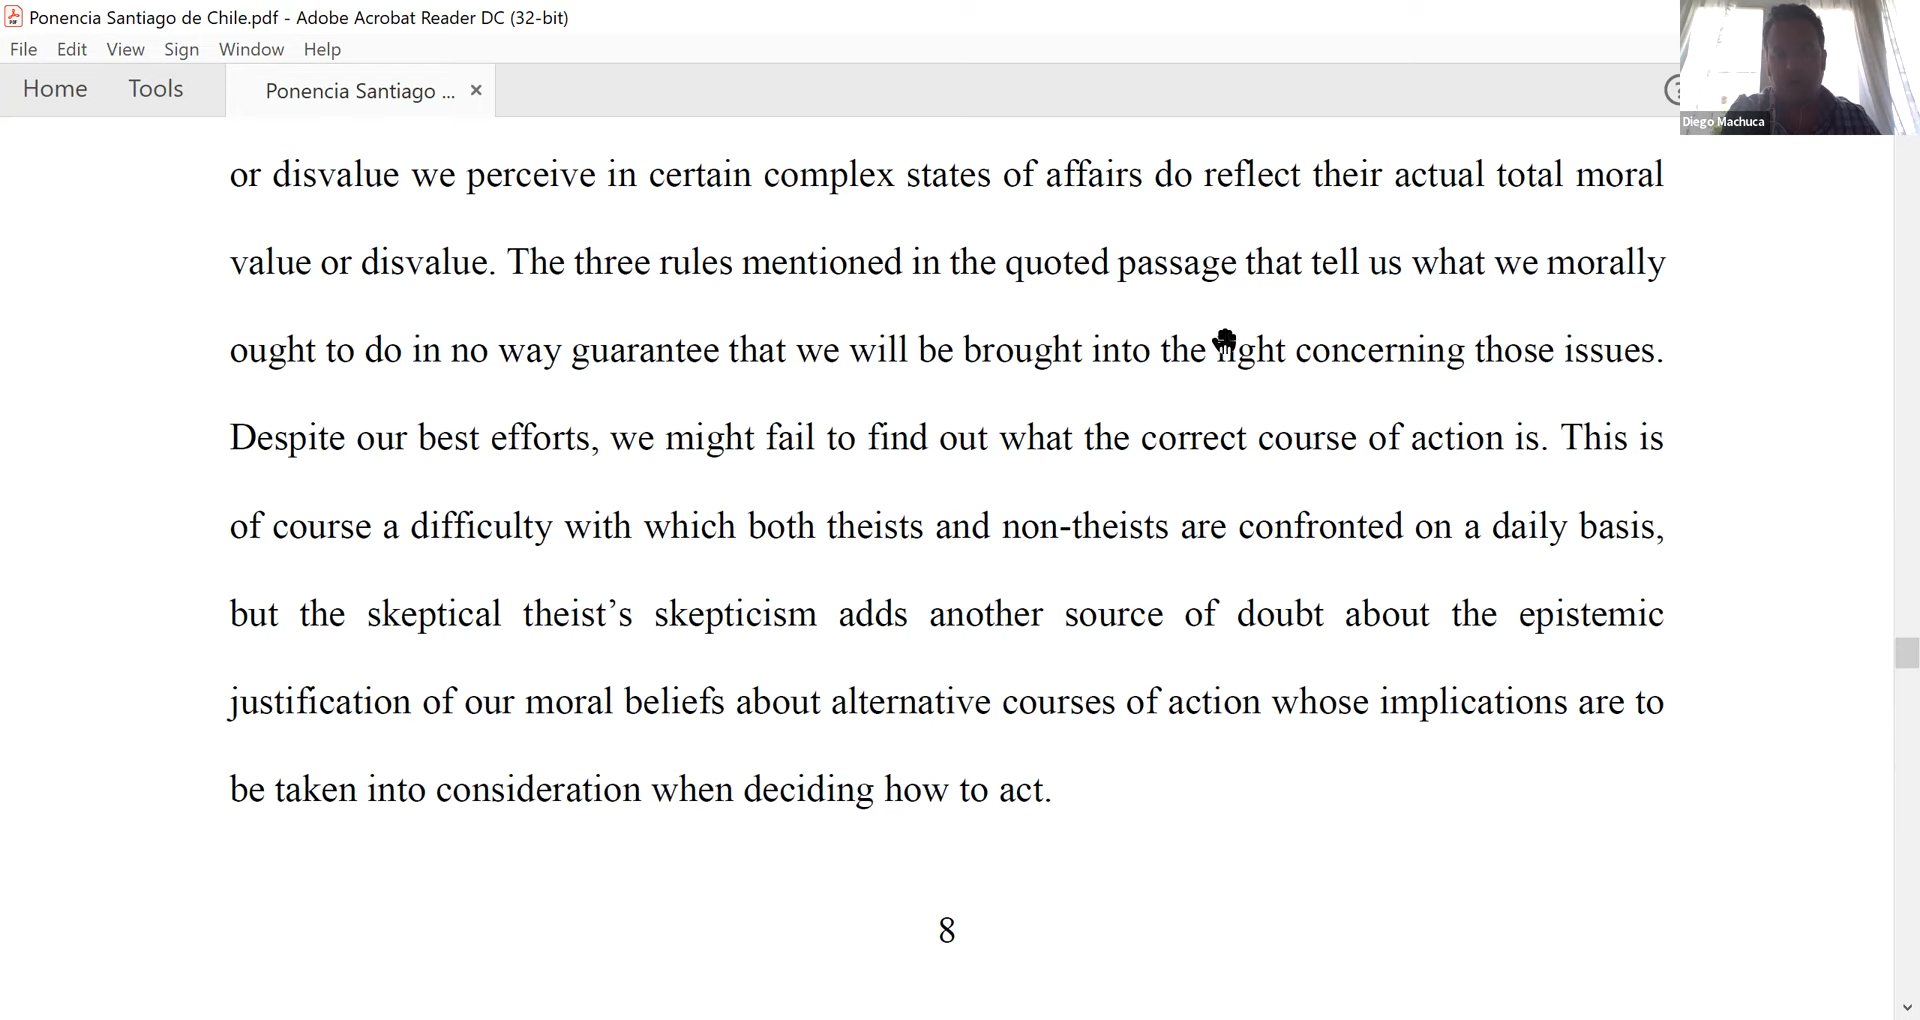 Ponencia Santiago de Chile.pdf - Adobe Acrobat Reader DC (32-bit)
File Edit View Sign Window Help
Home Tools Ponencia Santiago ... ×
Diego Machuca
or disvalue we perceive in certain complex states of affairs do reflect their actual total moral
value or disvalue. The three rules mentioned in the quoted passage that tell us what we morally
ought to do in no way guarantee that we will be brought into the light concerning those issues.
Despite our best efforts, we might fail to find out what the correct course of action is. This is
of course a difficulty with which both theists and non-theists are confronted on a daily basis,
but the skeptical theist’s skepticism adds another source of doubt about the epistemic
justification of our moral beliefs about alternative courses of action whose implications are to
be taken into consideration when deciding how to act.
8